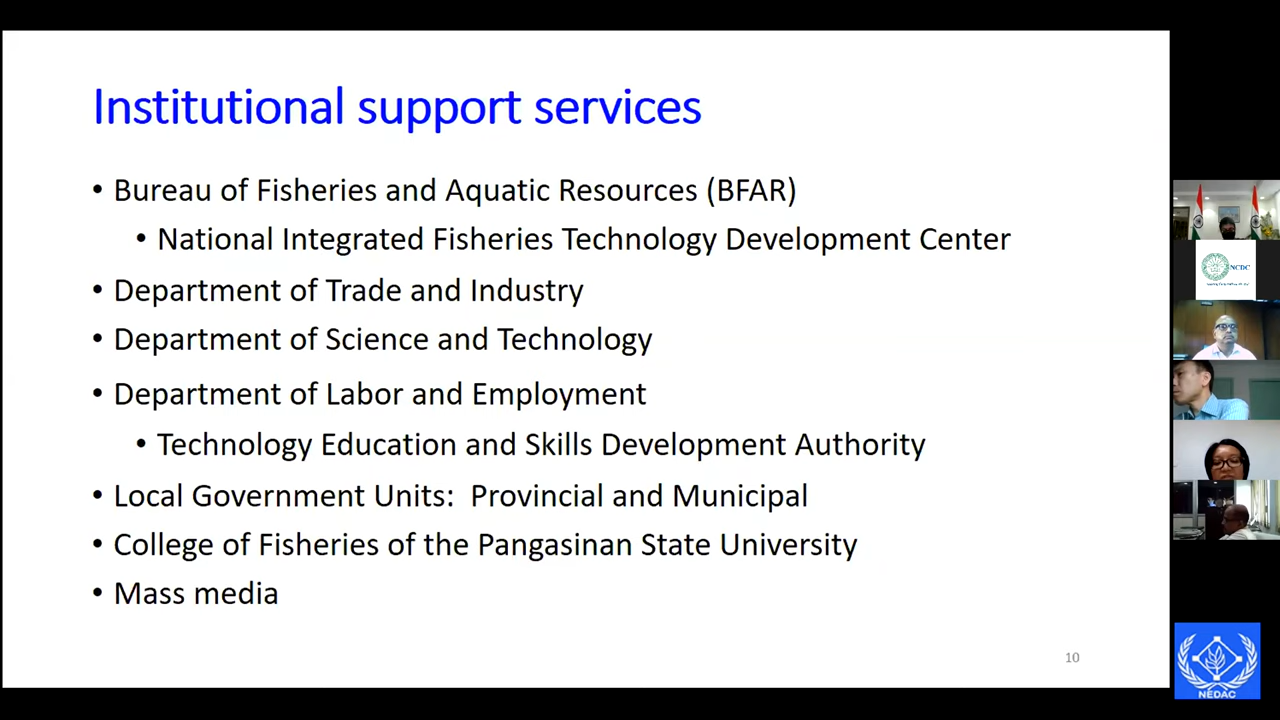 Institutional support services
• Bureau of Fisheries and Aquatic Resources (BFAR)
• National Integrated Fisheries Technology Development Center
• Department of Trade and Industry
• Department of Science and Technology
• Department of Labor and Employment
• Technology Education and Skills Development Authority
• Local Government Units:  Provincial and Municipal
• College of Fisheries of the Pangasinan State University
• Mass media
10
NCDC
NEDAC